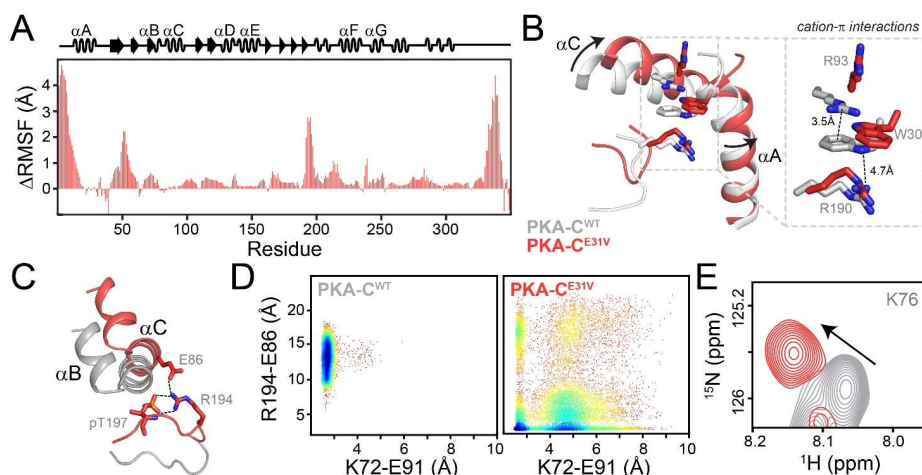 A
αA αB αC αD αE αF αG
ΔRMSF (Å)
4
3
2
1
0
50 100 150 200 250 300
Residue
B
αC
αA
PKA-C^WT
PKA-C^E31V
cation-π interactions
R93
3.5Å
W30
4.7Å
R190
C
αC
αB
E86
R194
pT197
D
PKA-C^WT
PKA-C^E31V
R194-E86 (Å)
20
15
10
5
4 6 8 10
4 6 8 10
K72-E91 (Å)
K72-E91 (Å)
E
K76
^15N (ppm)
125.2
126
8.2 8.1 8.0
^1H (ppm)